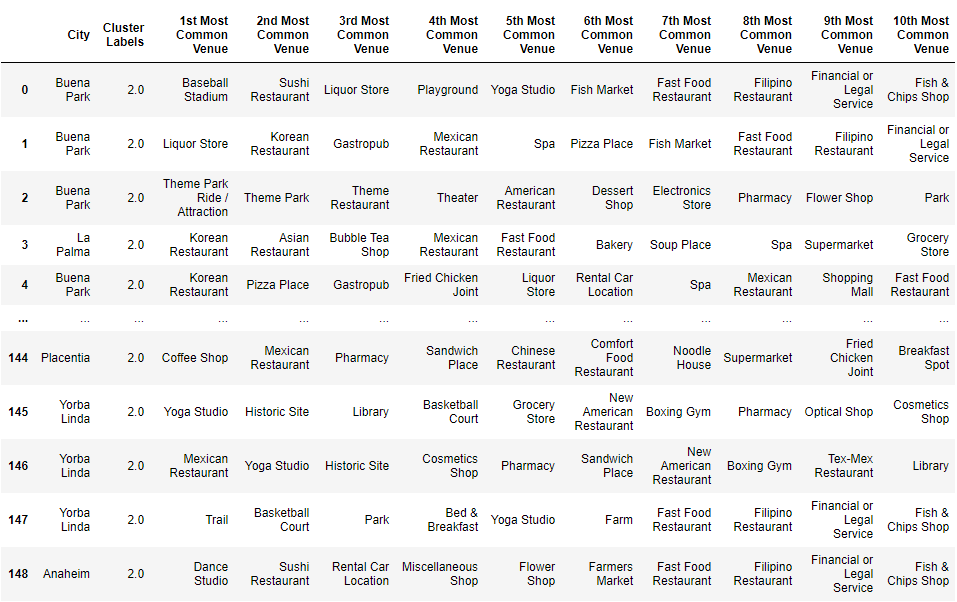 City Cluster Labels 1st Most Common Venue 2nd Most Common Venue 3rd Most Common Venue 4th Most Common Venue 5th Most Common Venue 6th Most Common Venue 7th Most Common Venue 8th Most Common Venue 9th Most Common Venue 10th Most Common Venue
0 Buena Park 2.0 Baseball Stadium Sushi Restaurant Liquor Store Playground Yoga Studio Fish Market Fast Food Restaurant Filipino Restaurant Financial or Legal Service Fish & Chips Shop
1 Buena Park 2.0 Liquor Store Korean Restaurant Gastropub Mexican Restaurant Spa Pizza Place Fish Market Fast Food Restaurant Filipino Restaurant Financial or Legal Service
2 Buena Park 2.0 Theme Park Ride / Attraction Theme Park Theme Restaurant Theater American Restaurant Dessert Shop Electronics Store Pharmacy Flower Shop Park
3 La Palma 2.0 Korean Restaurant Asian Restaurant Bubble Tea Shop Mexican Restaurant Fast Food Restaurant Bakery Soup Place Spa Supermarket Grocery Store
4 Buena Park 2.0 Korean Restaurant Pizza Place Gastropub Fried Chicken Joint Liquor Store Rental Car Location Spa Mexican Restaurant Shopping Mall Fast Food Restaurant
... ... ... ... ... ... ... ... ... ... ... ... ...
144 Placentia 2.0 Coffee Shop Mexican Restaurant Pharmacy Sandwich Place Chinese Restaurant Comfort Food Restaurant Noodle House Supermarket Fried Chicken Joint Breakfast Spot
145 Yorba Linda 2.0 Yoga Studio Historic Site Library Basketball Court Grocery Store New American Restaurant Boxing Gym Pharmacy Optical Shop Cosmetics Shop
146 Yorba Linda 2.0 Mexican Restaurant Yoga Studio Historic Site Cosmetics Shop Pharmacy Sandwich Place New American Restaurant Boxing Gym Tex-Mex Restaurant Library
147 Yorba Linda 2.0 Trail Basketball Court Park Bed & Breakfast Yoga Studio Farm Fast Food Restaurant Filipino Restaurant Financial or Legal Service Fish & Chips Shop
148 Anaheim 2.0 Dance Studio Sushi Restaurant Rental Car Location Miscellaneous Shop Flower Shop Farmers Market Fast Food Restaurant Filipino Restaurant Financial or Legal Service Fish & Chips Shop